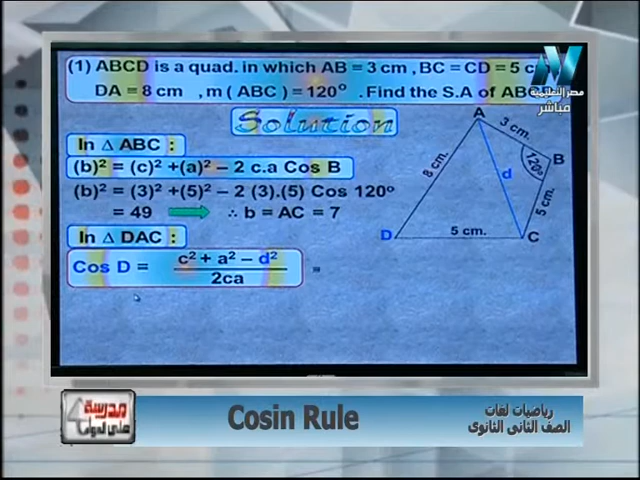 (1) ABCD is a quad. in which AB = 3 cm , BC = CD = 5 c
DA = 8 cm , m ( ABC ) = 120° . Find the S.A of ABC
مصر التعليمية
مباشر
Solution
In △ ABC :
(b)² = (c)² +(a)² – 2 c.a Cos B
(b)² = (3)² +(5)² – 2 (3).(5) Cos 120°
= 49 ∴ b = AC = 7
In △ DAC :
Cos D = c² + a² – d² / 2ca =
A
3 cm.
B
120°
8 cm.
d
5 cm.
D
5 cm.
C
مدرسة
على الهواء
Cosin Rule
رياضيات لغات
الصف الثانى الثانوى